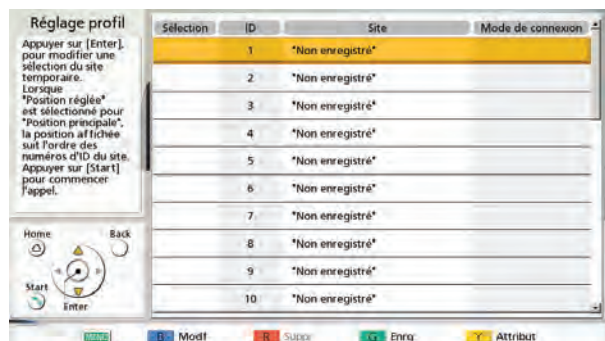 Réglage profil
Appuyer sur [Enter],
pour modifier une
sélection du site
temporaire.
Lorsque
"Position réglée"
est sélectionné pour
"Position principale",
la position affichée
suit l'ordre des
numéros d'ID du site.
Appuyer sur [Start]
pour commencer
l'appel.
Home Back
Start
Enter
Sélection ID Site Mode de connexion
1 "Non enregistré"
2 "Non enregistré"
3 "Non enregistré"
4 "Non enregistré"
5 "Non enregistré"
6 "Non enregistré"
7 "Non enregistré"
8 "Non enregistré"
9 "Non enregistré"
10 "Non enregistré"
MENU B Modf R Suppr G Enrg Y Attribut